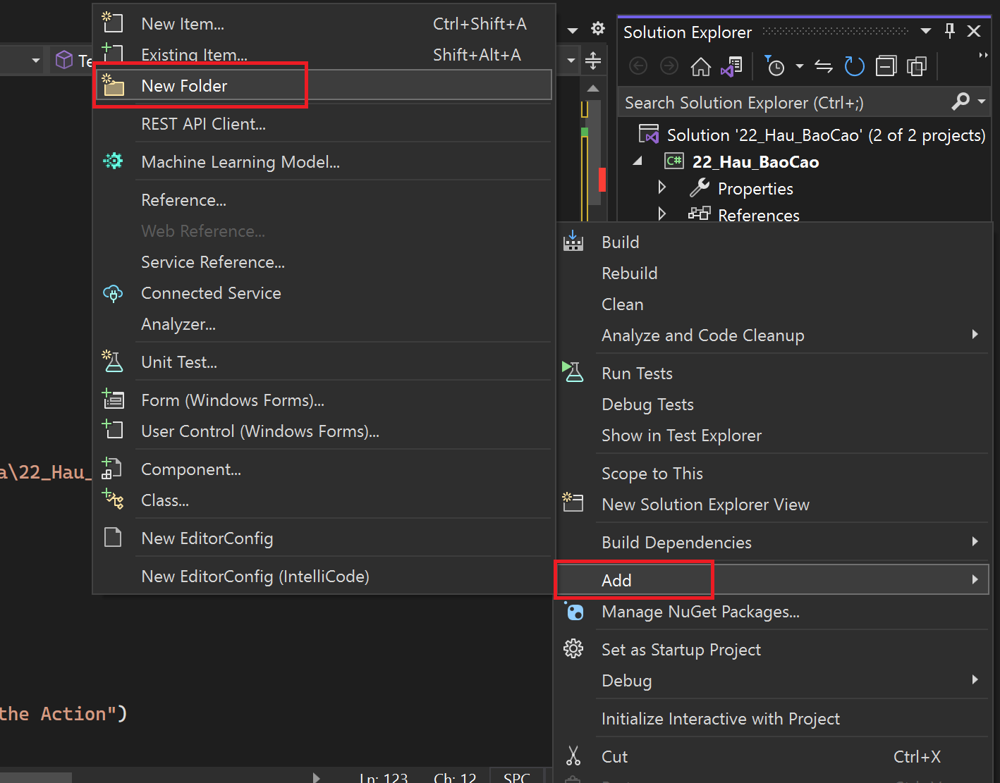 New Item... Ctrl+Shift+A
Existing Item... Shift+Alt+A
New Folder
REST API Client...
Machine Learning Model...
Reference...
Web Reference...
Service Reference...
Connected Service
Analyzer...
Unit Test...
Form (Windows Forms)...
User Control (Windows Forms)...
Component...
Class...
New EditorConfig
New EditorConfig (IntelliCode)
Te
a\22_Hau_
the Action")
Ln: 123 Ch: 12 SPC
Solution Explorer
Search Solution Explorer (Ctrl+;)
Solution '22_Hau_BaoCao' (2 of 2 projects)
C# 22_Hau_BaoCao
Properties
References
Build
Rebuild
Clean
Analyze and Code Cleanup
Run Tests
Debug Tests
Show in Test Explorer
Scope to This
New Solution Explorer View
Build Dependencies
Add
Manage NuGet Packages...
Set as Startup Project
Debug
Initialize Interactive with Project
Cut Ctrl+X